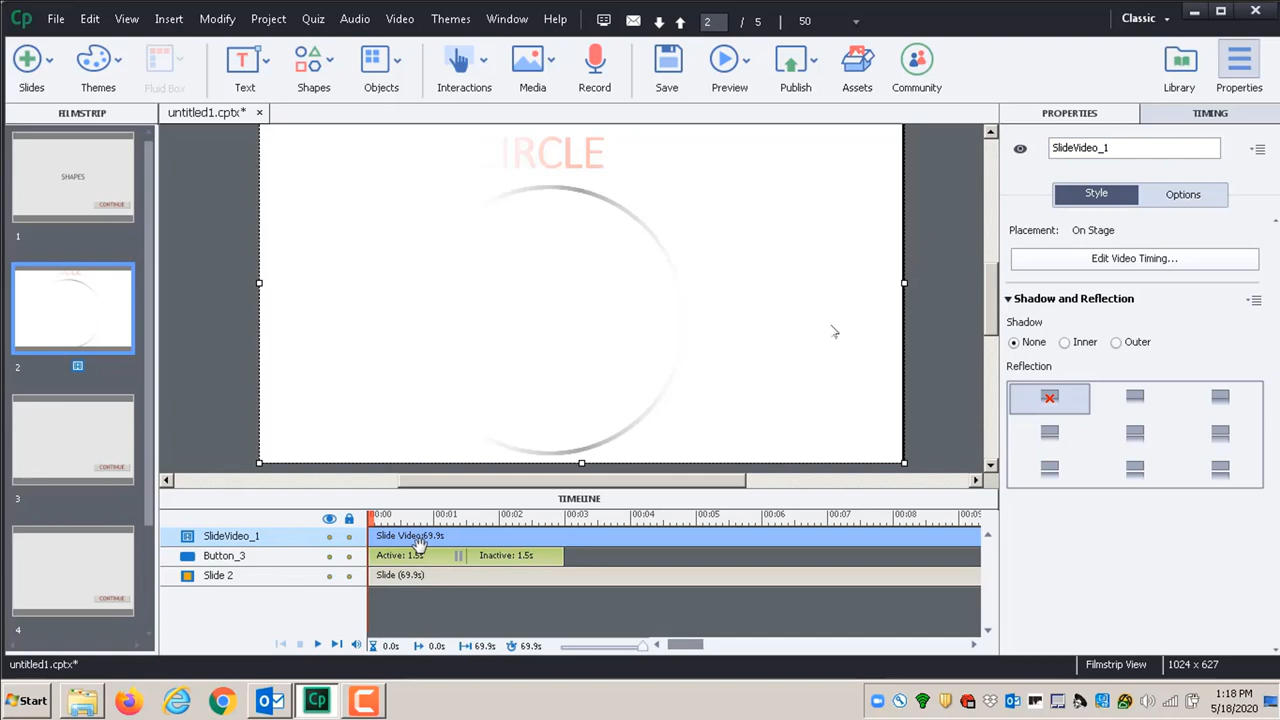 Cp File Edit View Insert Modify Project Quiz Audio Video Themes Window Help 2 / 5 50 Classic
Slides Themes Fluid Box Text Shapes Objects Interactions Media Record Save Preview Publish Assets Community Library Properties
FILMSTRIP untitled1.cptx* × PROPERTIES TIMING
SHAPES
CONTINUE
1
2
CONTINUE
3
CONTINUE
4
IRCLE
SlideVideo_1
Style Options
Placement: On Stage
Edit Video Timing...
Shadow and Reflection
Shadow
None Inner Outer
Reflection
TIMELINE
00:00 00:01 00:02 00:03 00:04 00:05 00:06 00:07 00:08 00:09
SlideVideo_1 Slide Video:69.9s
Button_3 Active: 1.5s Inactive: 1.5s
Slide 2 Slide (69.9s)
0.0s 0.0s 69.9s 69.9s
untitled1.cptx* Filmstrip View 1024 x 627
Start Cp 1:18 PM
5/18/2020